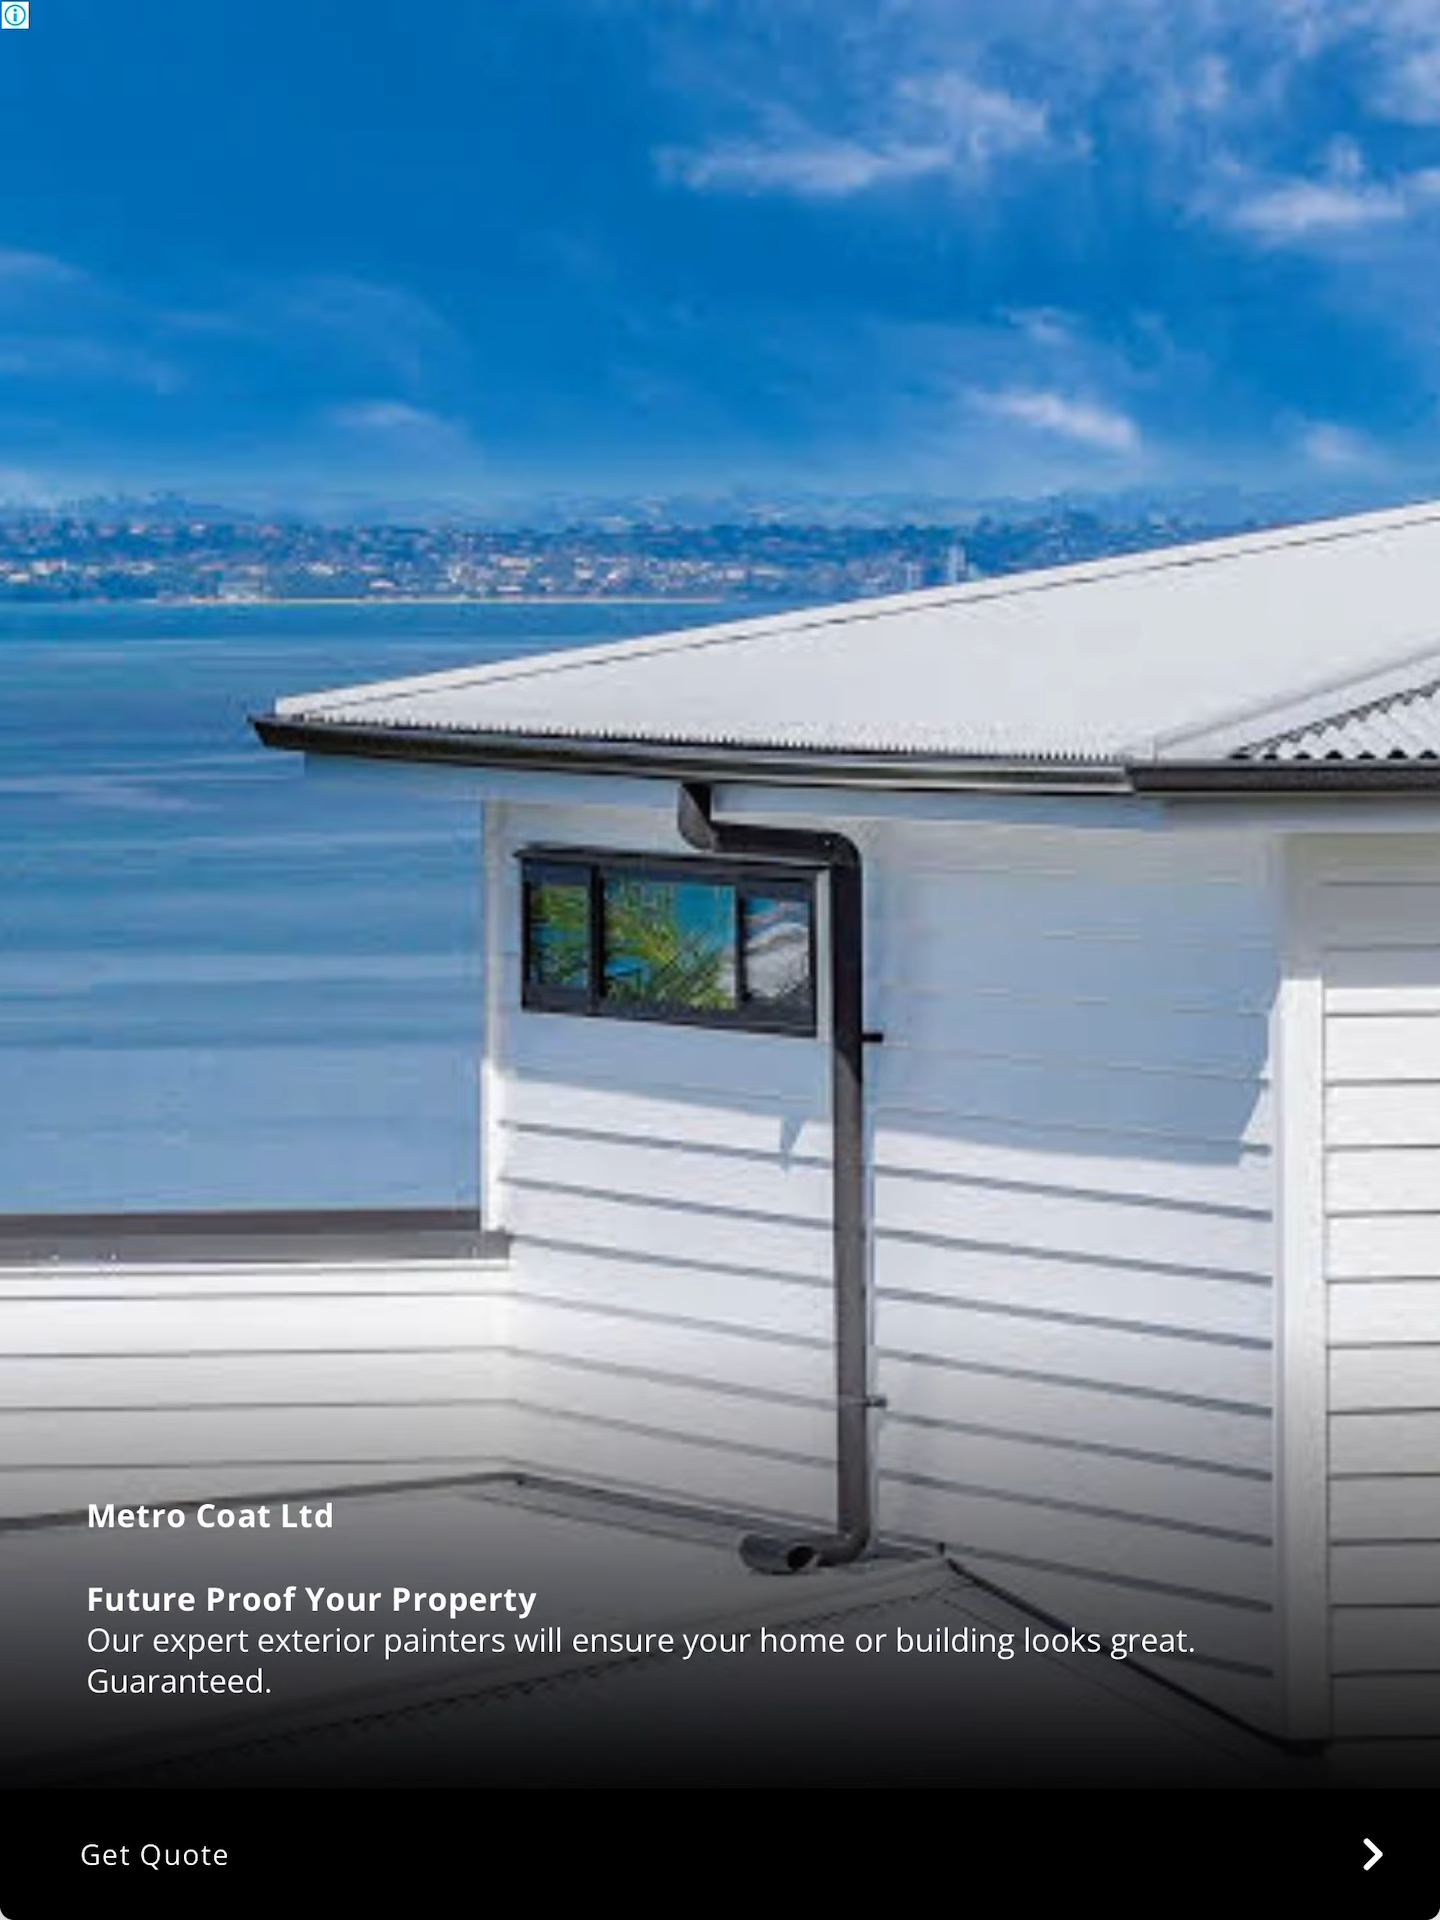 Metro Coat Ltd
Future Proof Your Property
Our expert exterior painters will ensure your home or building looks great.
Guaranteed.
Get Quote